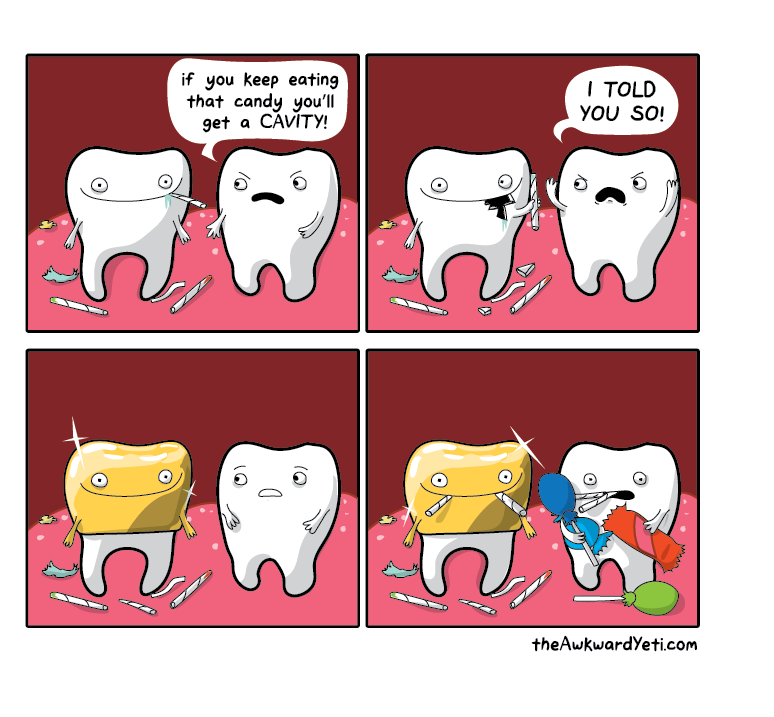 if you keep eating
that candy you'll
get a CAVITY!
I TOLD
YOU SO!
theAwkwardYeti.com